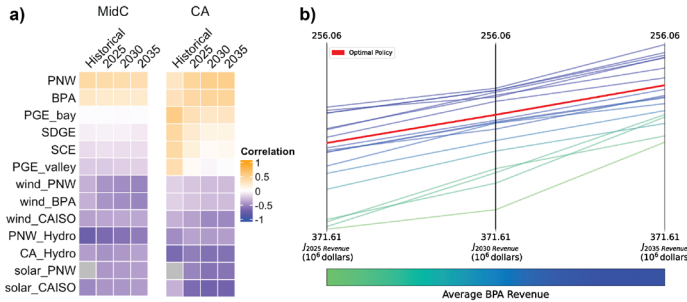 a)
MidC
CA
Historical
2025
2030
2035
Historical
2025
2030
2035
PNW
BPA
PGE_bay
SDGE
SCE
PGE_valley
wind_PNW
wind_BPA
wind_CAISO
PNW_Hydro
CA_Hydro
solar_PNW
solar_CAISO
Correlation
1
0.5
0
-0.5
-1
b)
256.06
256.06
256.06
Optimal Policy
371.61
371.61
371.61
J2025 Revenue
(10⁶ dollars)
J2030 Revenue
(10⁶ dollars)
J2035 Revenue
(10⁶ dollars)
Average BPA Revenue